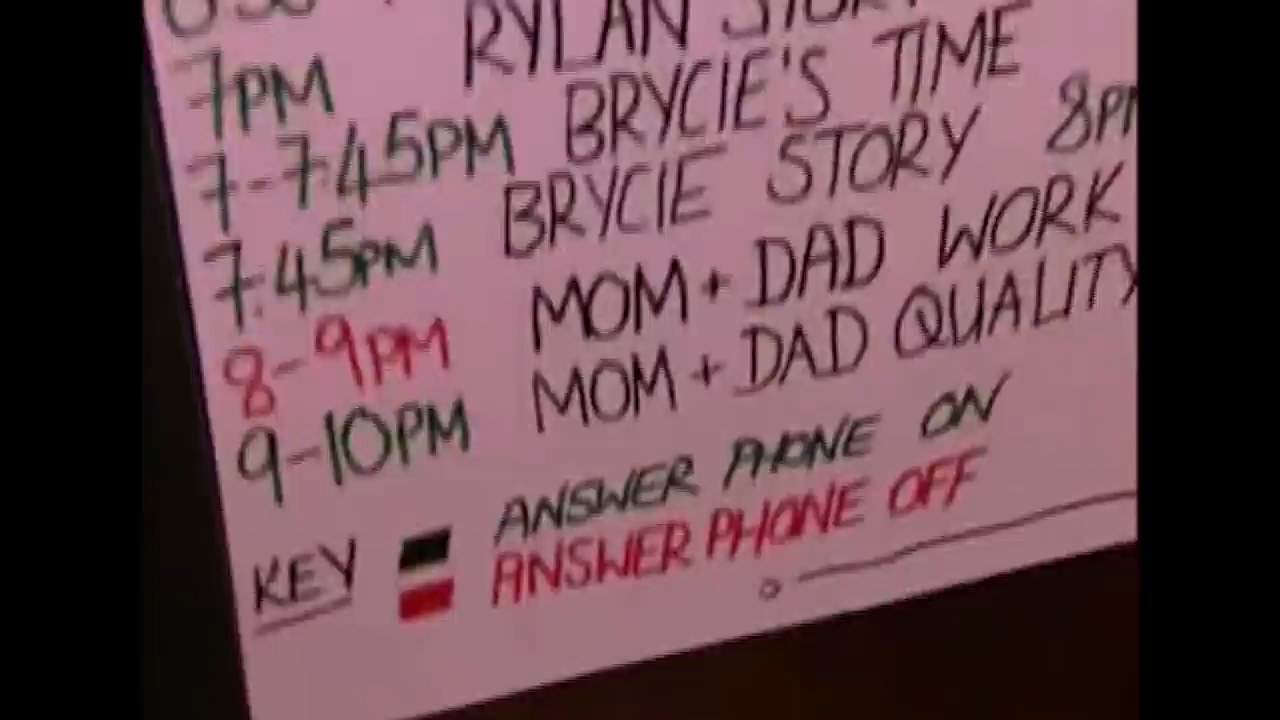 7PM RYLAN STORY
7-7:45PM BRYCIE'S TIME
7:45PM BRYCIE STORY
8-9PM MOM + DAD WORK
9-10PM MOM + DAD QUALITY
KEY ANSWER PHONE ON
ANSWER PHONE OFF